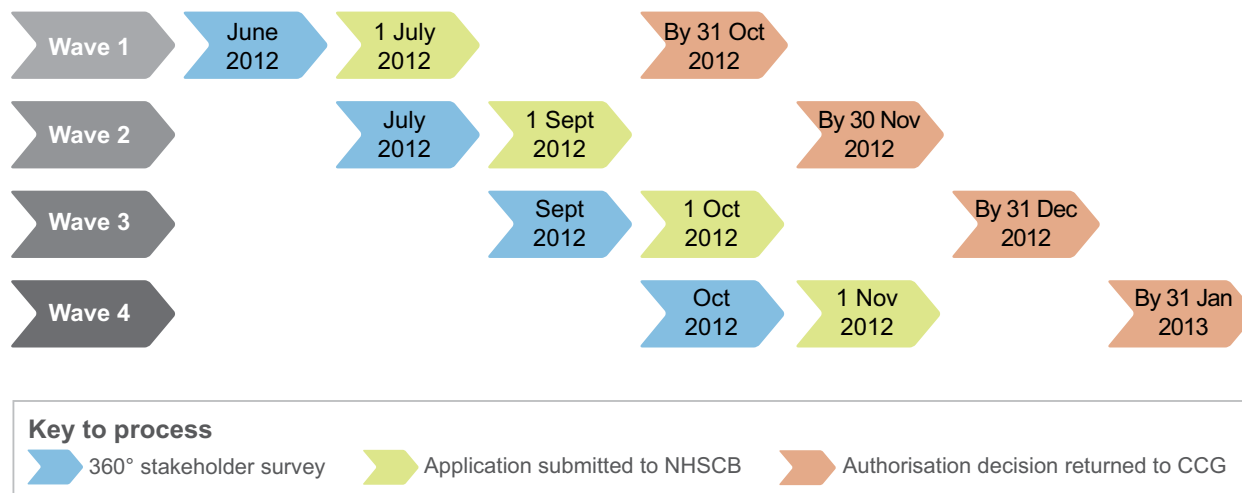 Wave 1
June
2012
1 July
2012
By 31 Oct
2012
Wave 2
July
2012
1 Sept
2012
By 30 Nov
2012
Wave 3
Sept
2012
1 Oct
2012
By 31 Dec
2012
Wave 4
Oct
2012
1 Nov
2012
By 31 Jan
2013
Key to process
360° stakeholder survey
Application submitted to NHSCB
Authorisation decision returned to CCG